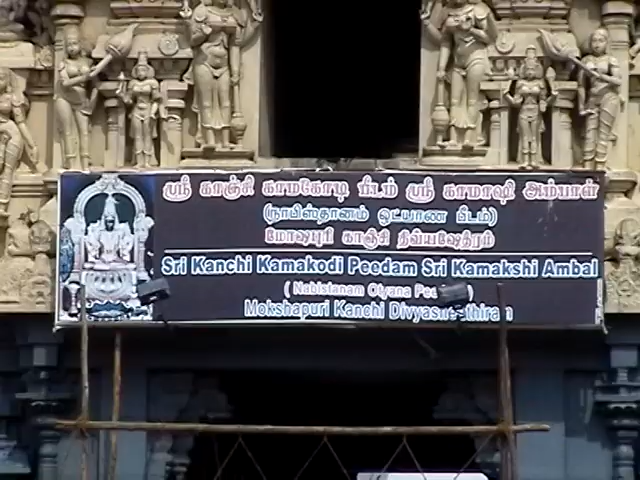 ஸ்ரீ காஞ்சி காமகோடி பீடம் ஸ்ரீ காமாஷி அம்பாள்
(நாபிஸ்தானம் ஒட்யாண பீடம்)
மோஷபுரி காஞ்சி திவ்யஷேத்ரம்
Sri Kanchi Kamakodi Peedam Sri Kamakshi Ambal
( Nabistanam Otyana
Mokshapuri Kanchi